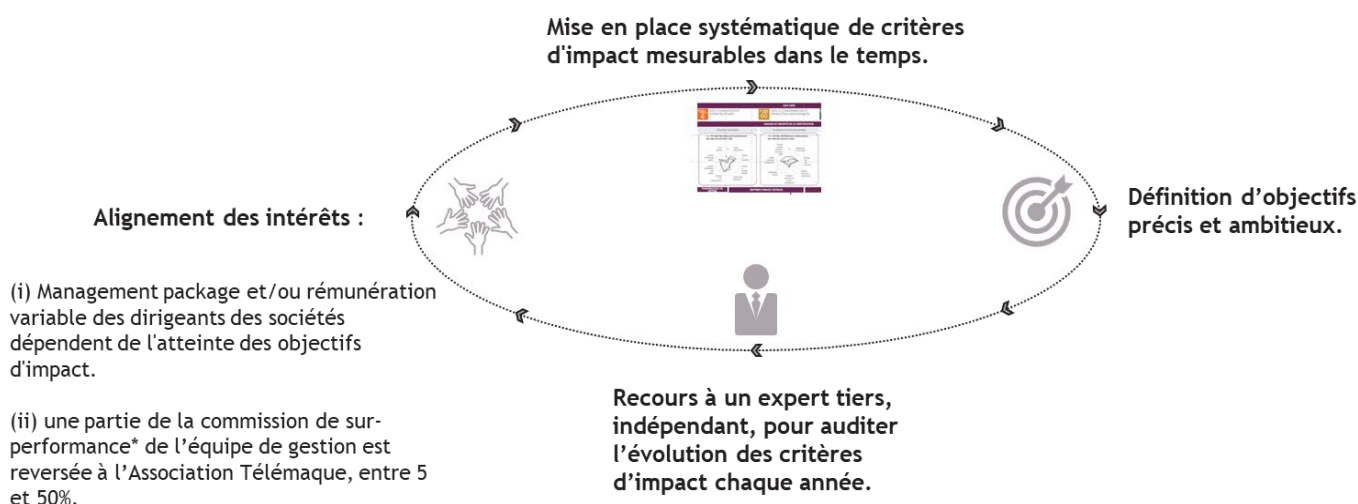 Mise en place systématique de critères
d'impact mesurables dans le temps.
Définition d’objectifs
précis et ambitieux.
Recours à un expert tiers,
indépendant, pour auditer
l’évolution des critères
d’impact chaque année.
Alignement des intérêts :
(i) Management package et/ou rémunération
variable des dirigeants des sociétés
dépendent de l'atteinte des objectifs
d'impact.
(ii) une partie de la commission de sur-
performance* de l’équipe de gestion est
reversée à l’Association Télémaque, entre 5
et 50%.